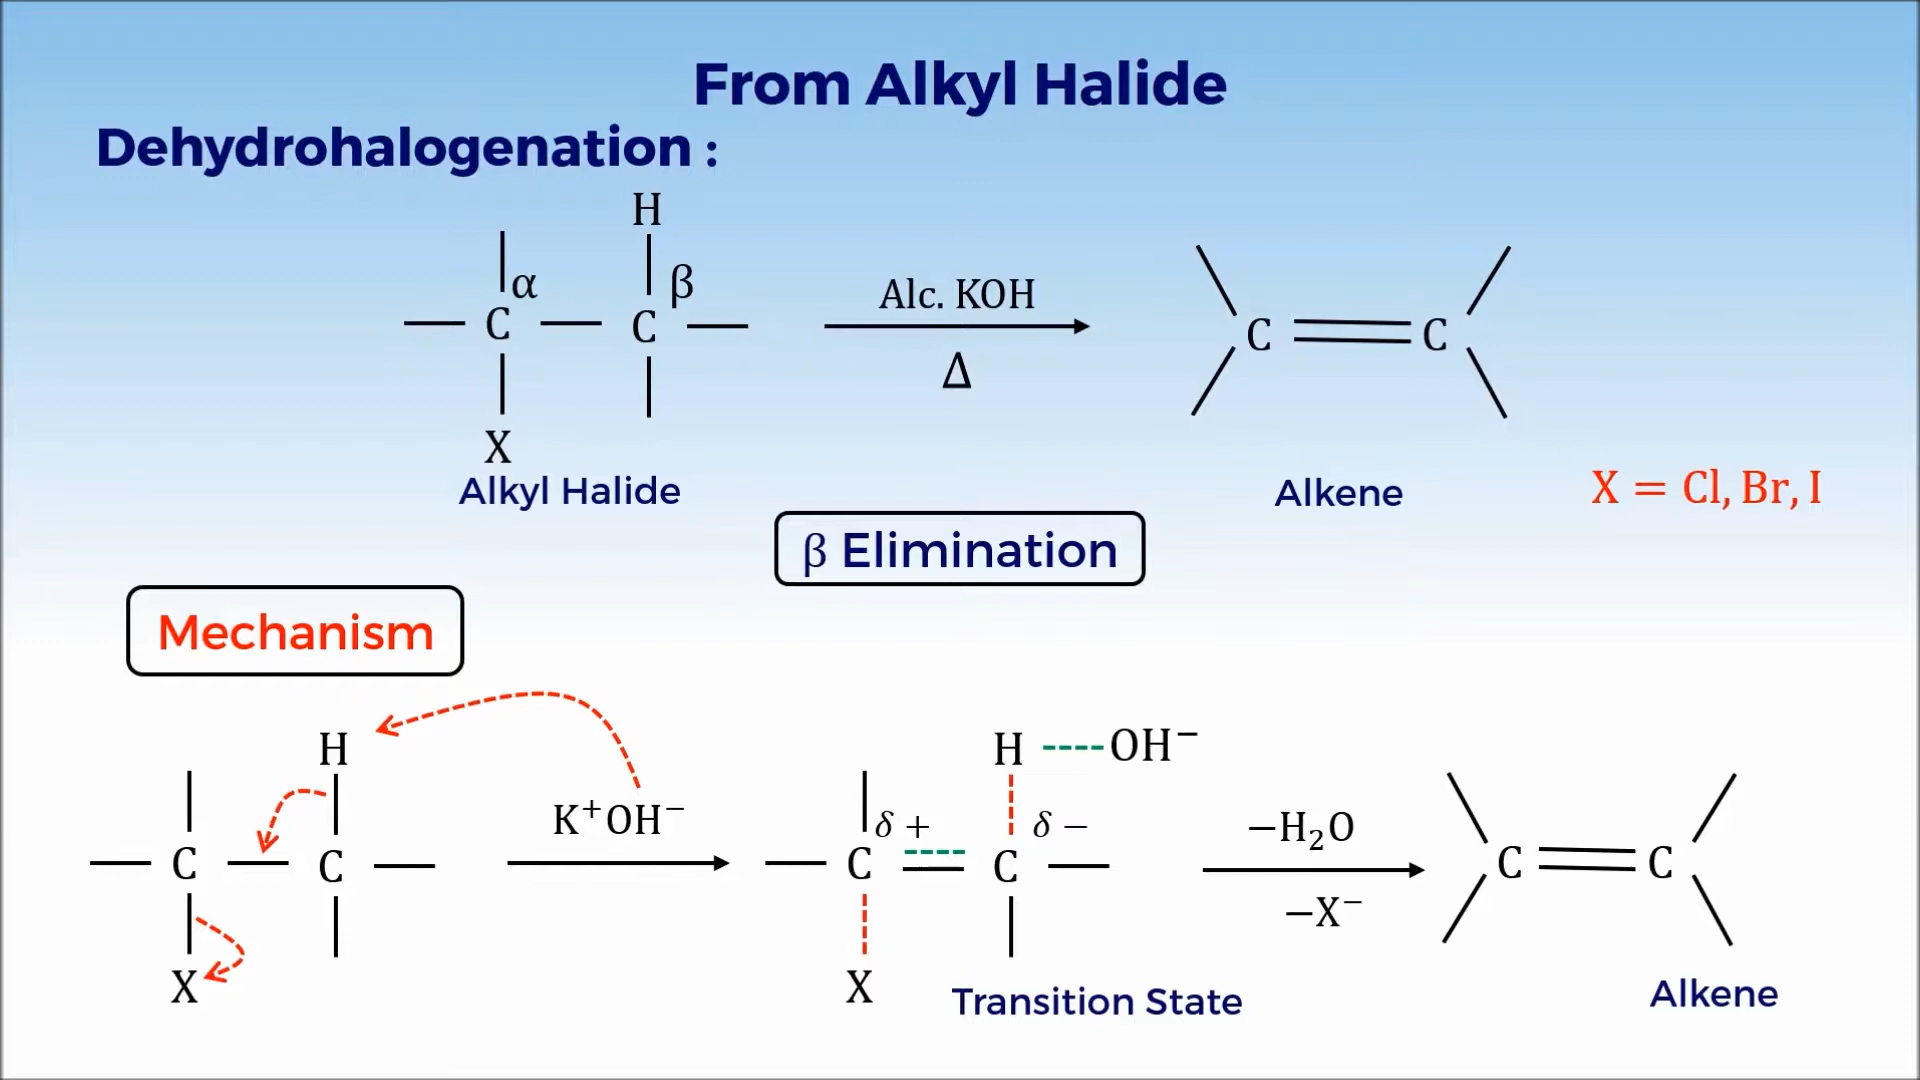 From Alkyl Halide
Dehydrohalogenation :
H
α β
C C
X
Alc. KOH
Δ
C C
Alkyl Halide
Alkene
X = Cl, Br, I
β Elimination
Mechanism
H
C C
X
K⁺OH⁻
H OH⁻
δ + δ −
C C
X
Transition State
−H₂O
−X⁻
C C
Alkene